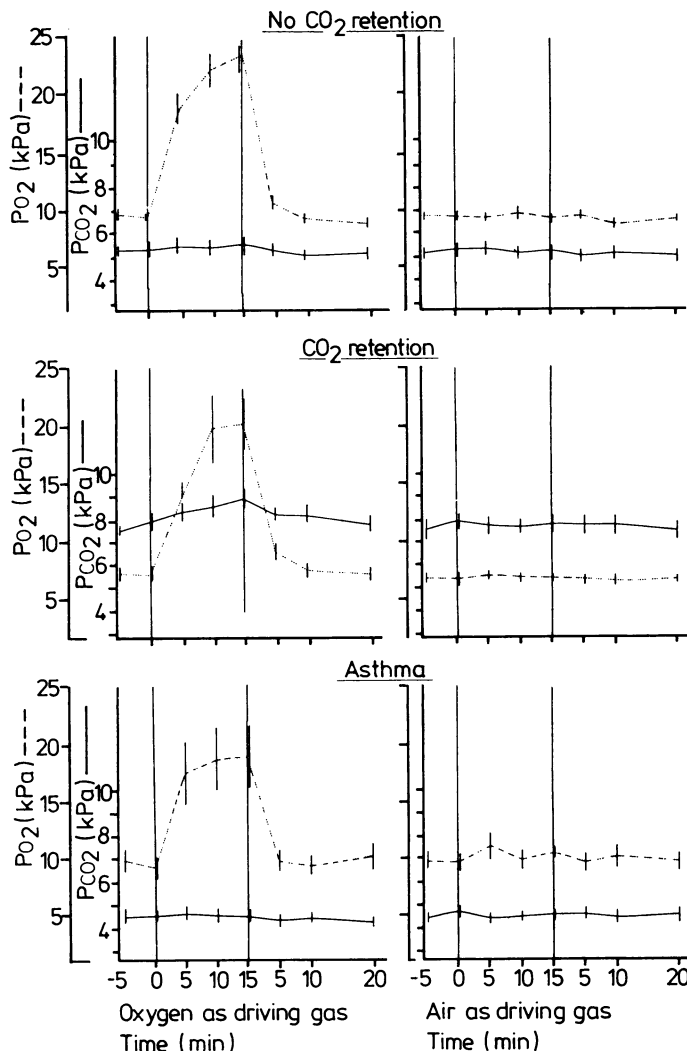 No CO2 retention
25
20
15
10
5
PO2 (kPa) ---
PCO2 (kPa) ——
10
8
6
4
CO2 retention
25
20
15
10
5
PO2 (kPa) ---
PCO2 (kPa) ——
10
8
6
4
Asthma
25
20
15
10
5
PO2 (kPa) ---
PCO2 (kPa) ——
10
8
6
4
-5 0 5 10 15 5 10 20
-5 0 5 10 15 5 10 20
Oxygen as driving gas
Time (min)
Air as driving gas
Time (min)